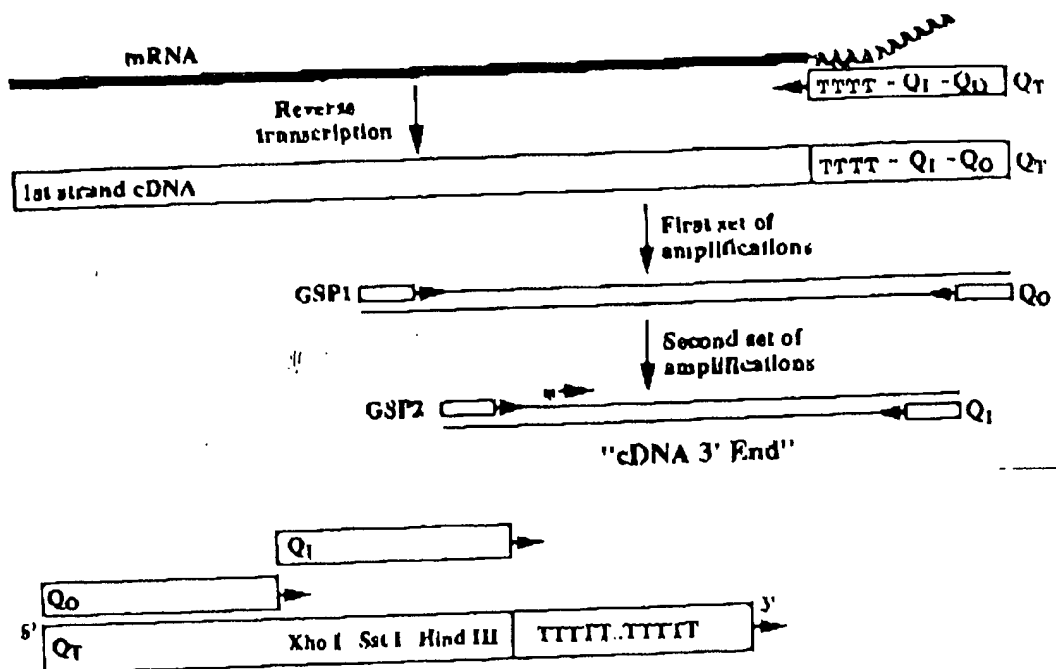 mRNA
TTTT - QI - QO QT
Reverse
transcription
1st strand cDNA
TTTT - QI - QO QT
First set of
amplifications
GSP1
QO
Second set of
amplifications
GSP2
QI
"cDNA 3' End"
QI
QO
5'
3'
QT
Xho I Sst I Hind III
TTTTT..TTTTT